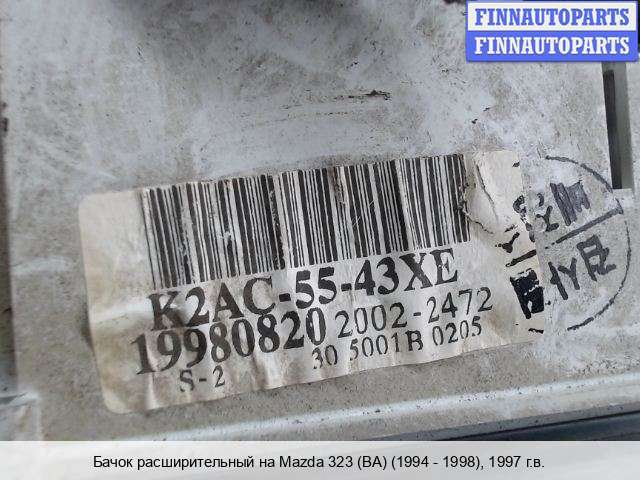 FINNAUTOPARTS
FINNAUTOPARTS
K2AC-55-43XE
19980820 2002-2472
S-2 30 5001B 0205
Бачок расширительный на Mazda 323 (BA) (1994 - 1998), 1997 г.в.